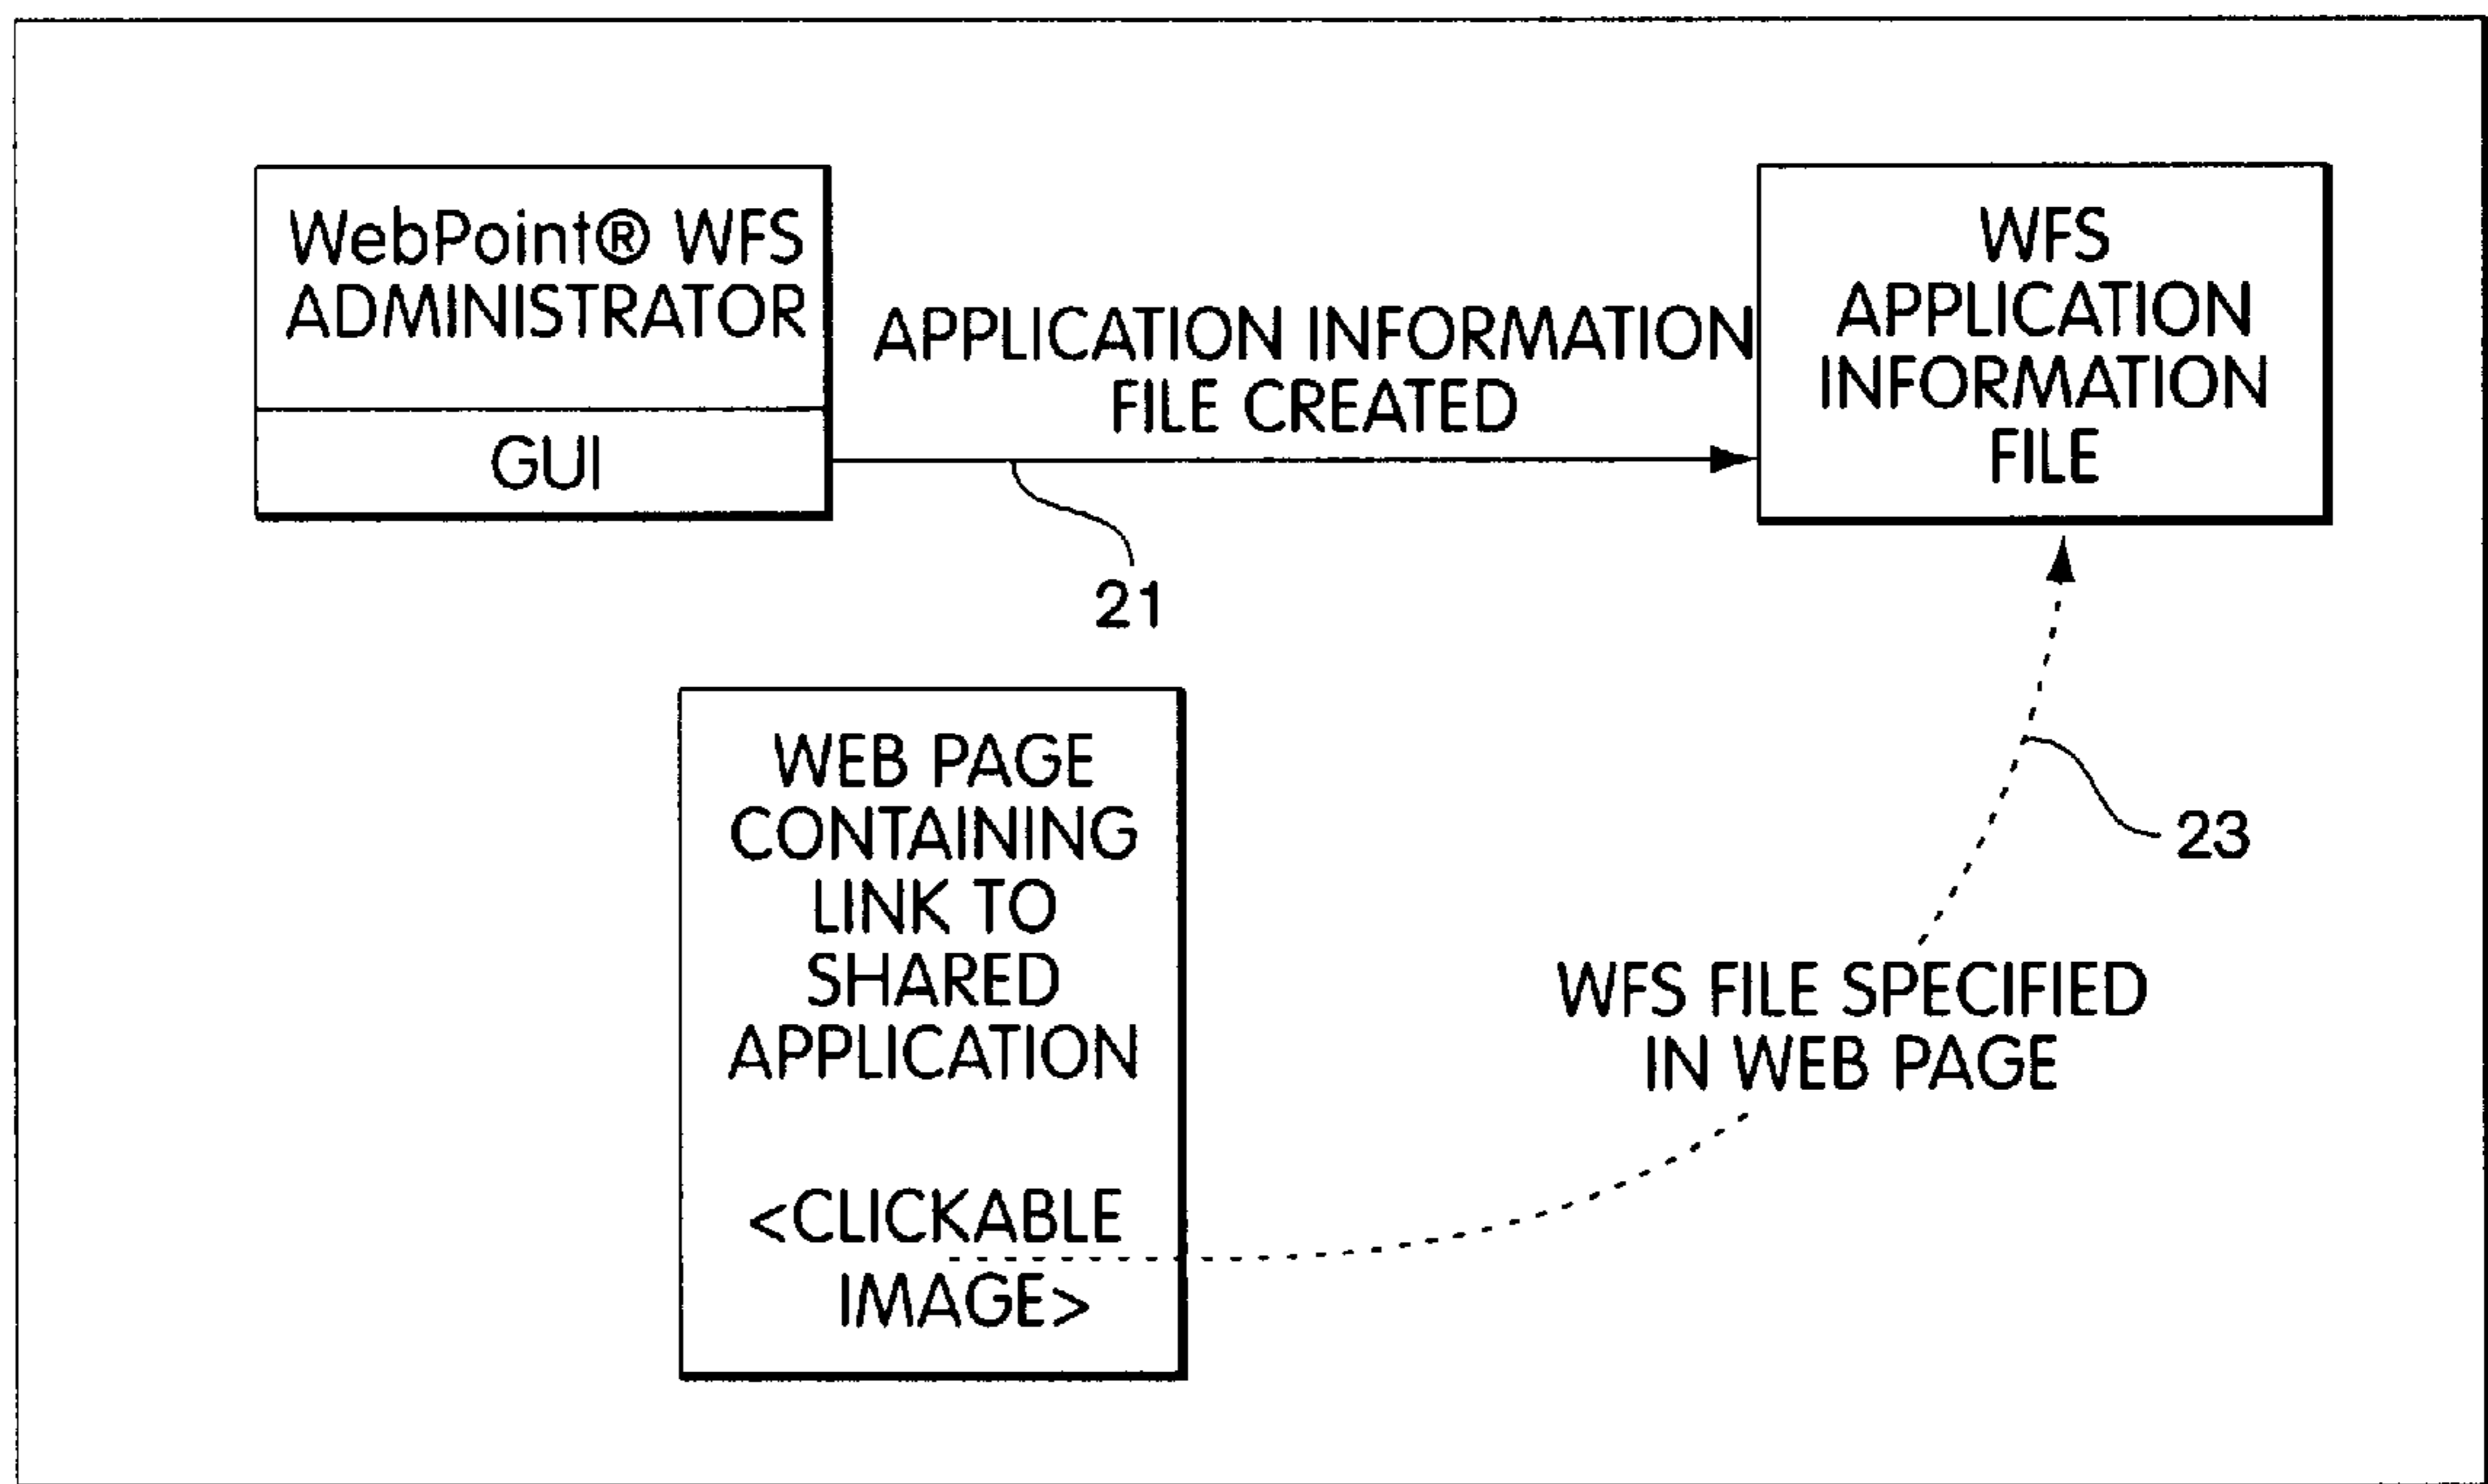 WebPoint® WFS
ADMINISTRATOR
GUI
APPLICATION INFORMATION
FILE CREATED
21
WFS
APPLICATION
INFORMATION
FILE
WEB PAGE
CONTAINING
LINK TO
SHARED
APPLICATION
<CLICKABLE
IMAGE>
23
WFS FILE SPECIFIED
IN WEB PAGE